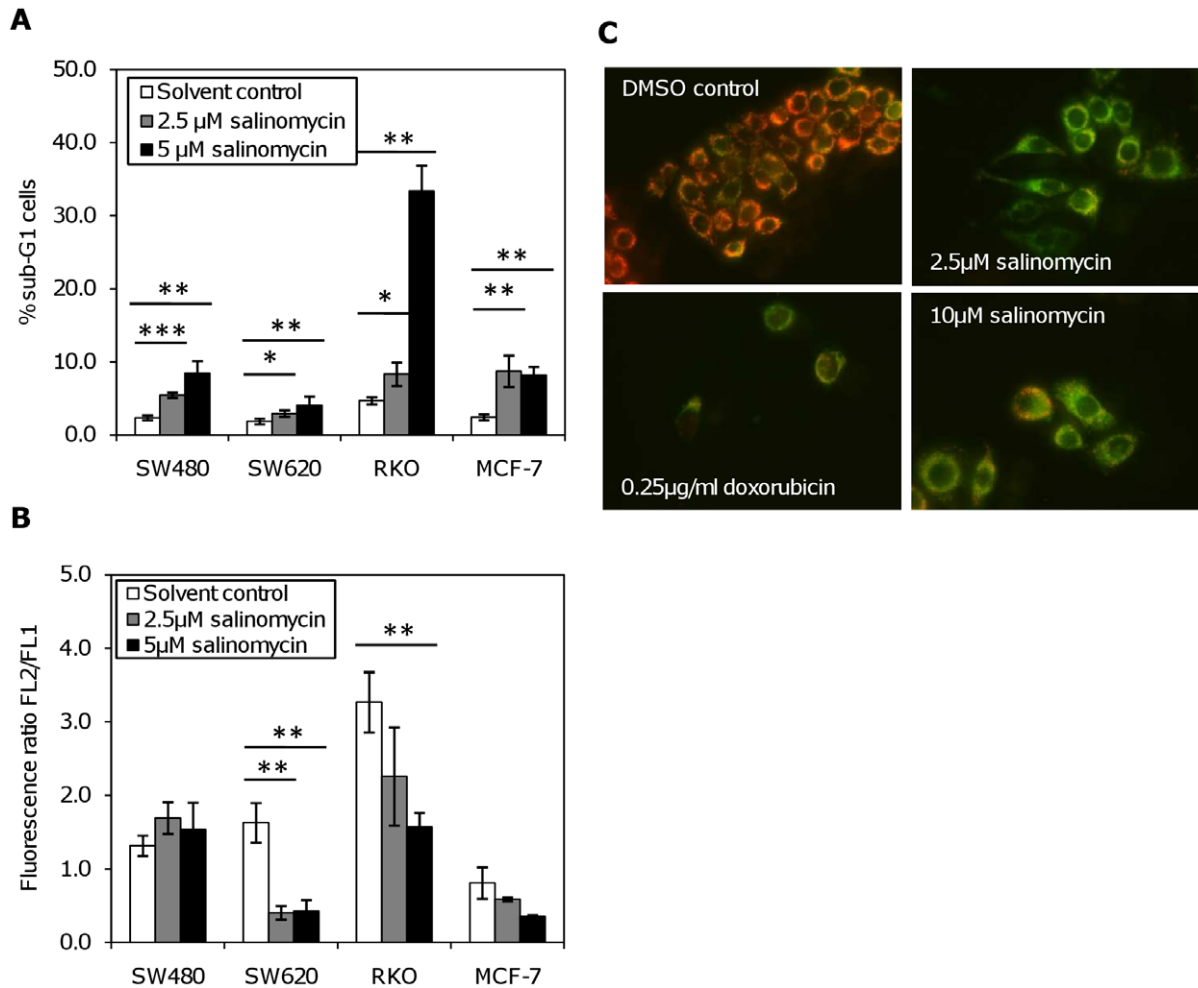 A
50.0
40.0
30.0
20.0
10.0
0.0
% sub-G1 cells
Solvent control
2.5 µM salinomycin
5 µM salinomycin
** *** ** * ** * ** **
SW480 SW620 RKO MCF-7
B
5.0
4.0
3.0
2.0
1.0
0.0
Fluorescence ratio FL2/FL1
Solvent control
2.5µM salinomycin
5µM salinomycin
** ** **
SW480 SW620 RKO MCF-7
C
DMSO control
2.5µM salinomycin
0.25µg/ml doxorubicin
10µM salinomycin